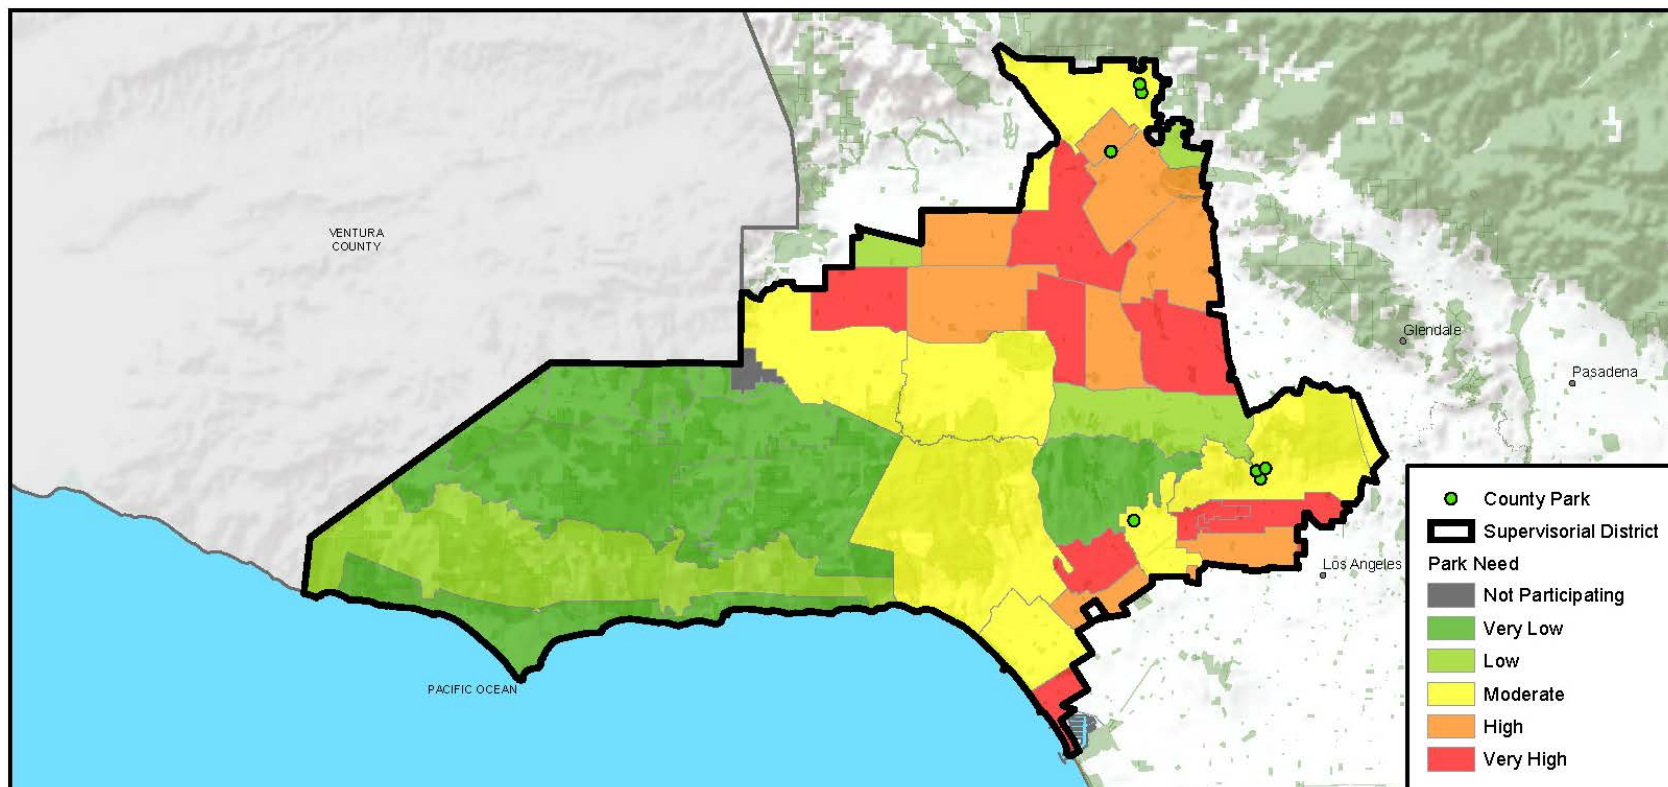 VENTURA
COUNTY
Glendale
Pasadena
Los Angeles
PACIFIC OCEAN
County Park
Supervisorial District
Park Need
Not Participating
Very Low
Low
Moderate
High
Very High